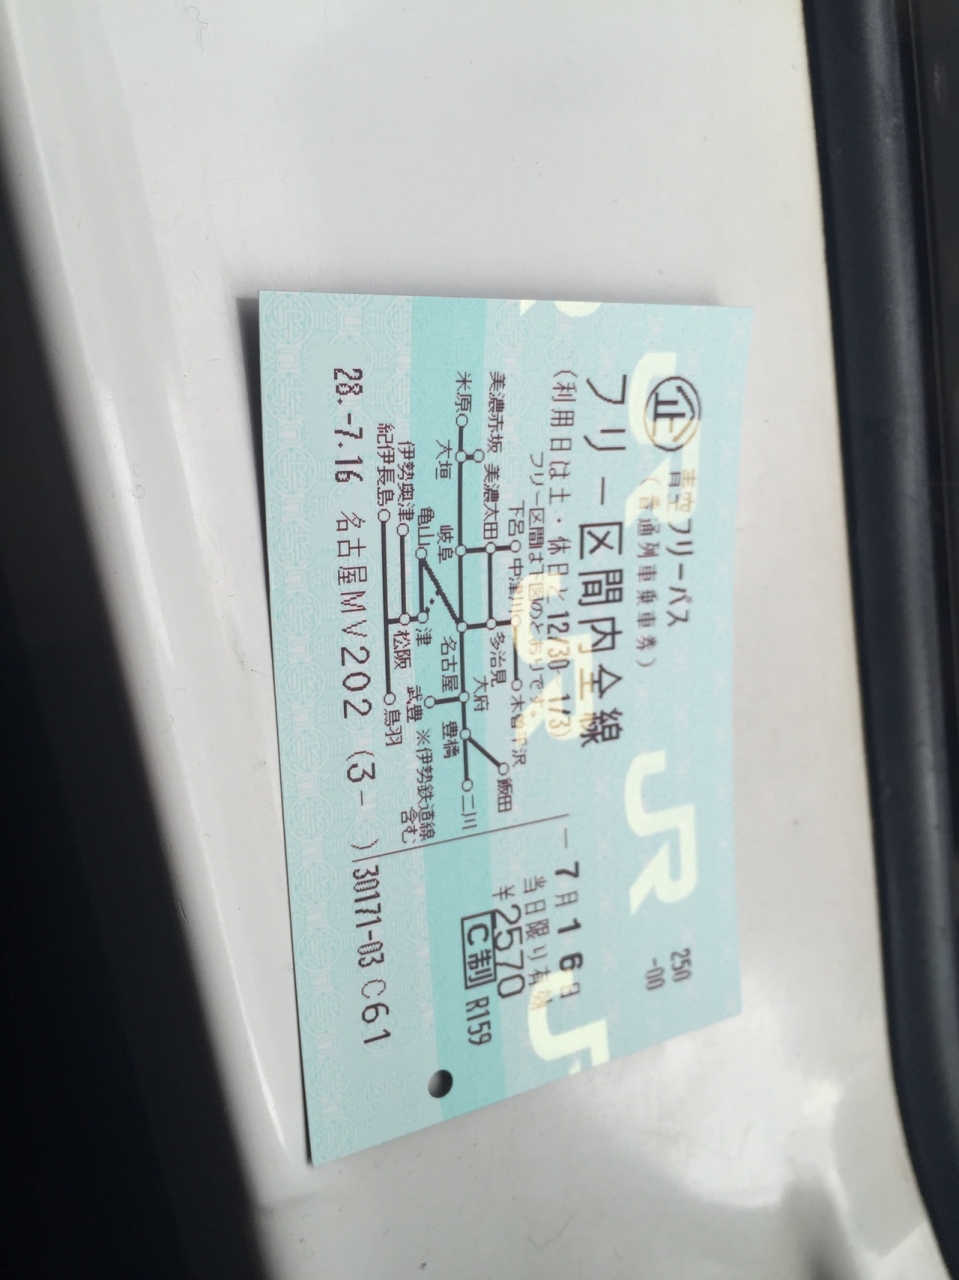 企 青空フリーパス
（普通列車乗車券）
250
-00
フリー区間内全線
（利用日は土・休日と12/30-1/3）
フリー区間は下図のとおりです。
-7月16日
当日限り有効
¥2570
C制 R159
下呂 中津川 木曽平沢 飯田
美濃赤坂 美濃太田 多治見 大府
米原 大垣 岐阜 名古屋 豊橋 二川
亀山 津 武豊 ※伊勢鉄道線
含む
伊勢奥津 松阪
紀伊長島 鳥羽
28.-7.16 名古屋MV202 (3- ) 30171-03 C61
JR JR JR